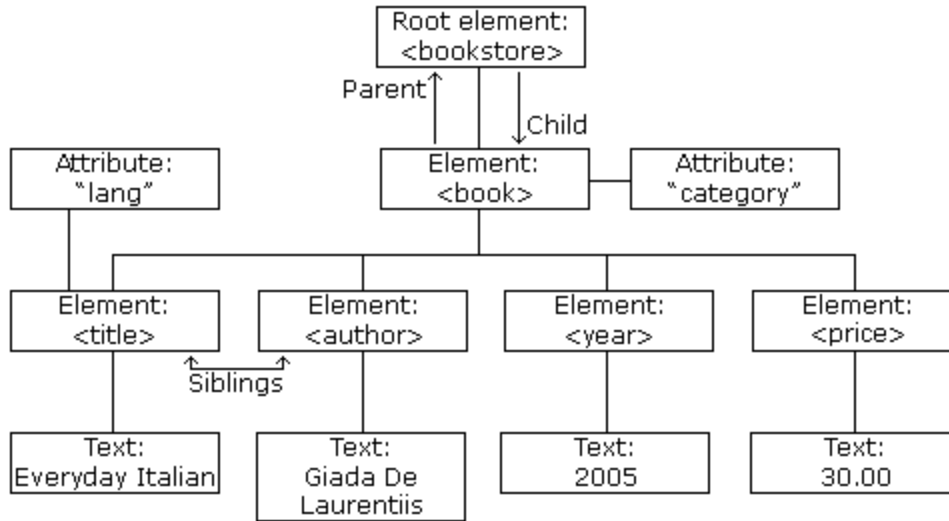 Root element:
<bookstore>
Parent
Child
Attribute:
“lang”
Element:
<book>
Attribute:
“category”
Element:
<title>
Element:
<author>
Element:
<year>
Element:
<price>
Siblings
Text:
Everyday Italian
Text:
Giada De
Laurentiis
Text:
2005
Text:
30.00